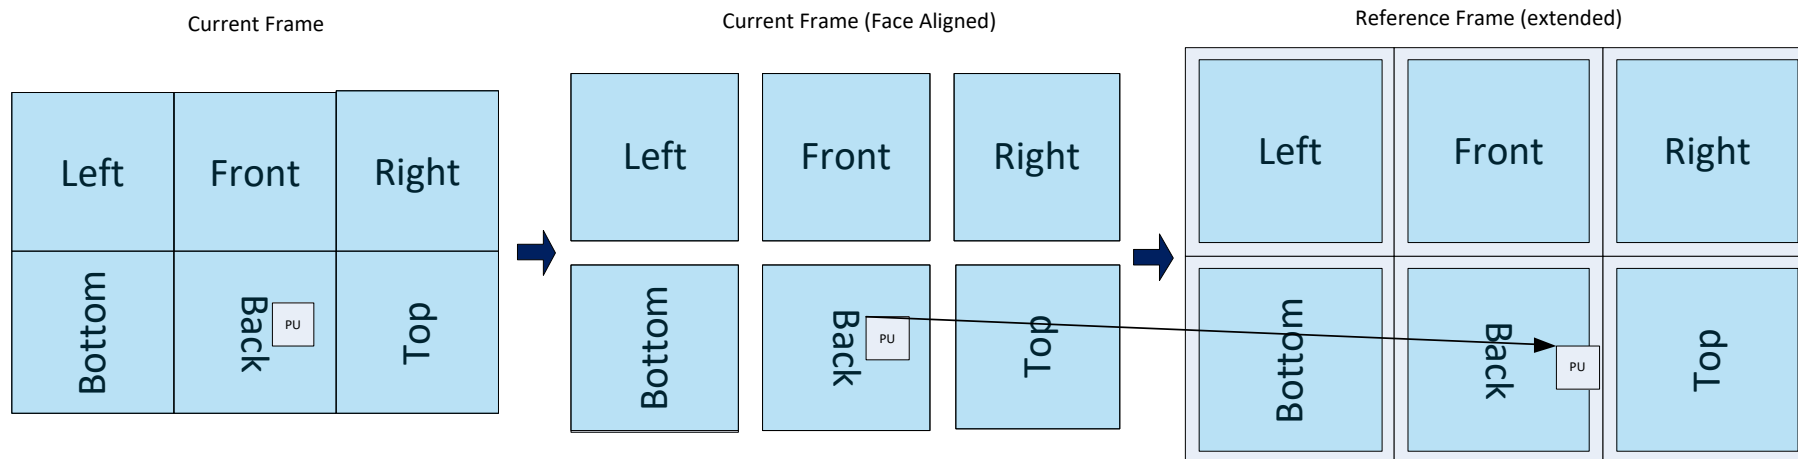 Current Frame
Left
Front
Right
Bottom
Back
PU
Top
Current Frame (Face Aligned)
Left
Front
Right
Bottom
Back
PU
Top
Reference Frame (extended)
Left
Front
Right
Bottom
Back
PU
Top